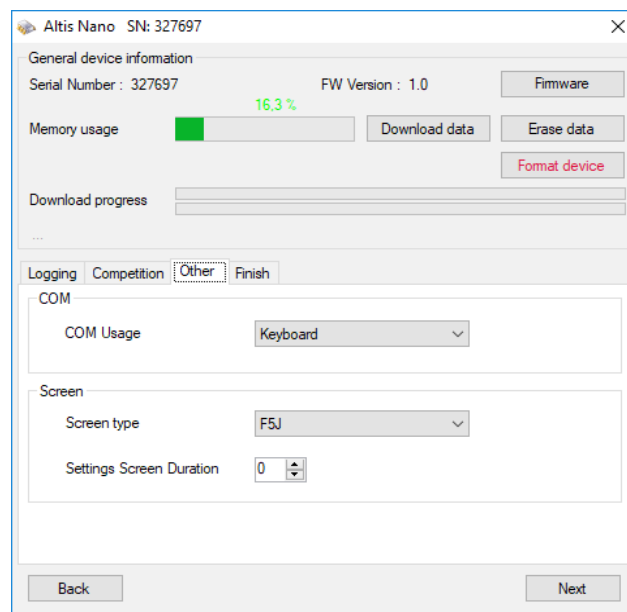 Altis Nano   SN: 327697
General device information
Serial Number :  327697    FW Version :  1.0    Firmware
16,3 %
Memory usage    Download data    Erase data
Format device
Download progress
...
Logging    Competition    Other    Finish
COM
COM Usage    Keyboard
Screen
Screen type    F5J
Settings Screen Duration    0
Back    Next